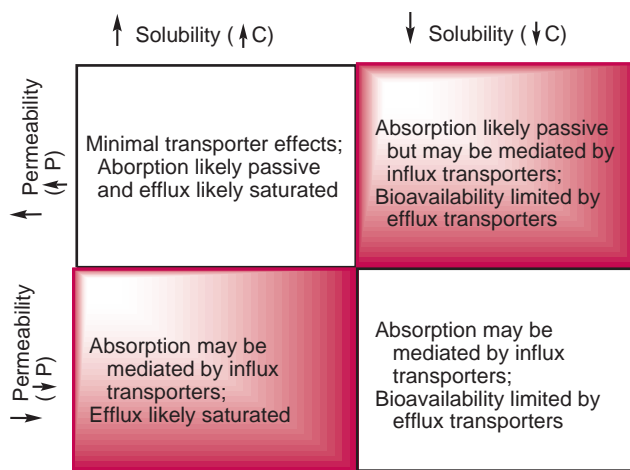 ↑ Solubility (↑C)
↓ Solubility (↓C)
↑ Permeability
(↑P)
Minimal transporter effects;
Aborption likely passive
and efflux likely saturated
Absorption likely passive
but may be mediated by
influx transporters;
Bioavailability limited by
efflux transporters
↓ Permeability
(↓P)
Absorption may be
mediated by influx
transporters;
Efflux likely saturated
Absorption may be
mediated by influx
transporters;
Bioavailability limited by
efflux transporters